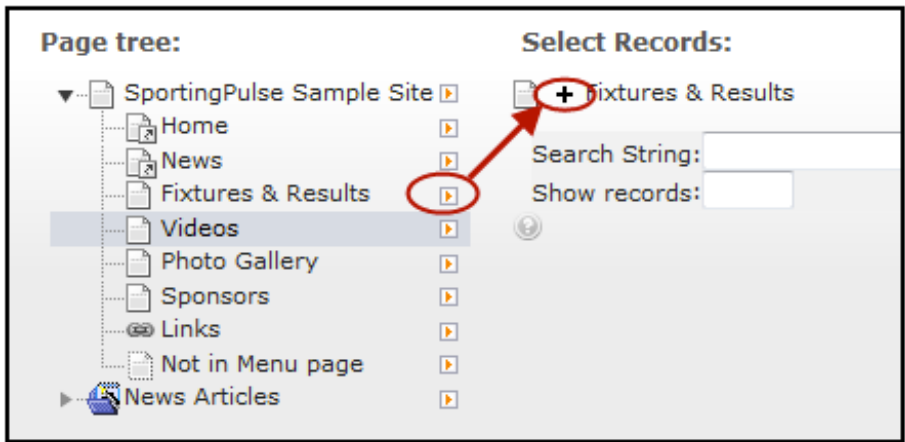 Page tree:
SportingPulse Sample Site
Home
News
Fixtures & Results
Videos
Photo Gallery
Sponsors
Links
Not in Menu page
News Articles
Select Records:
Fixtures & Results
Search String:
Show records: